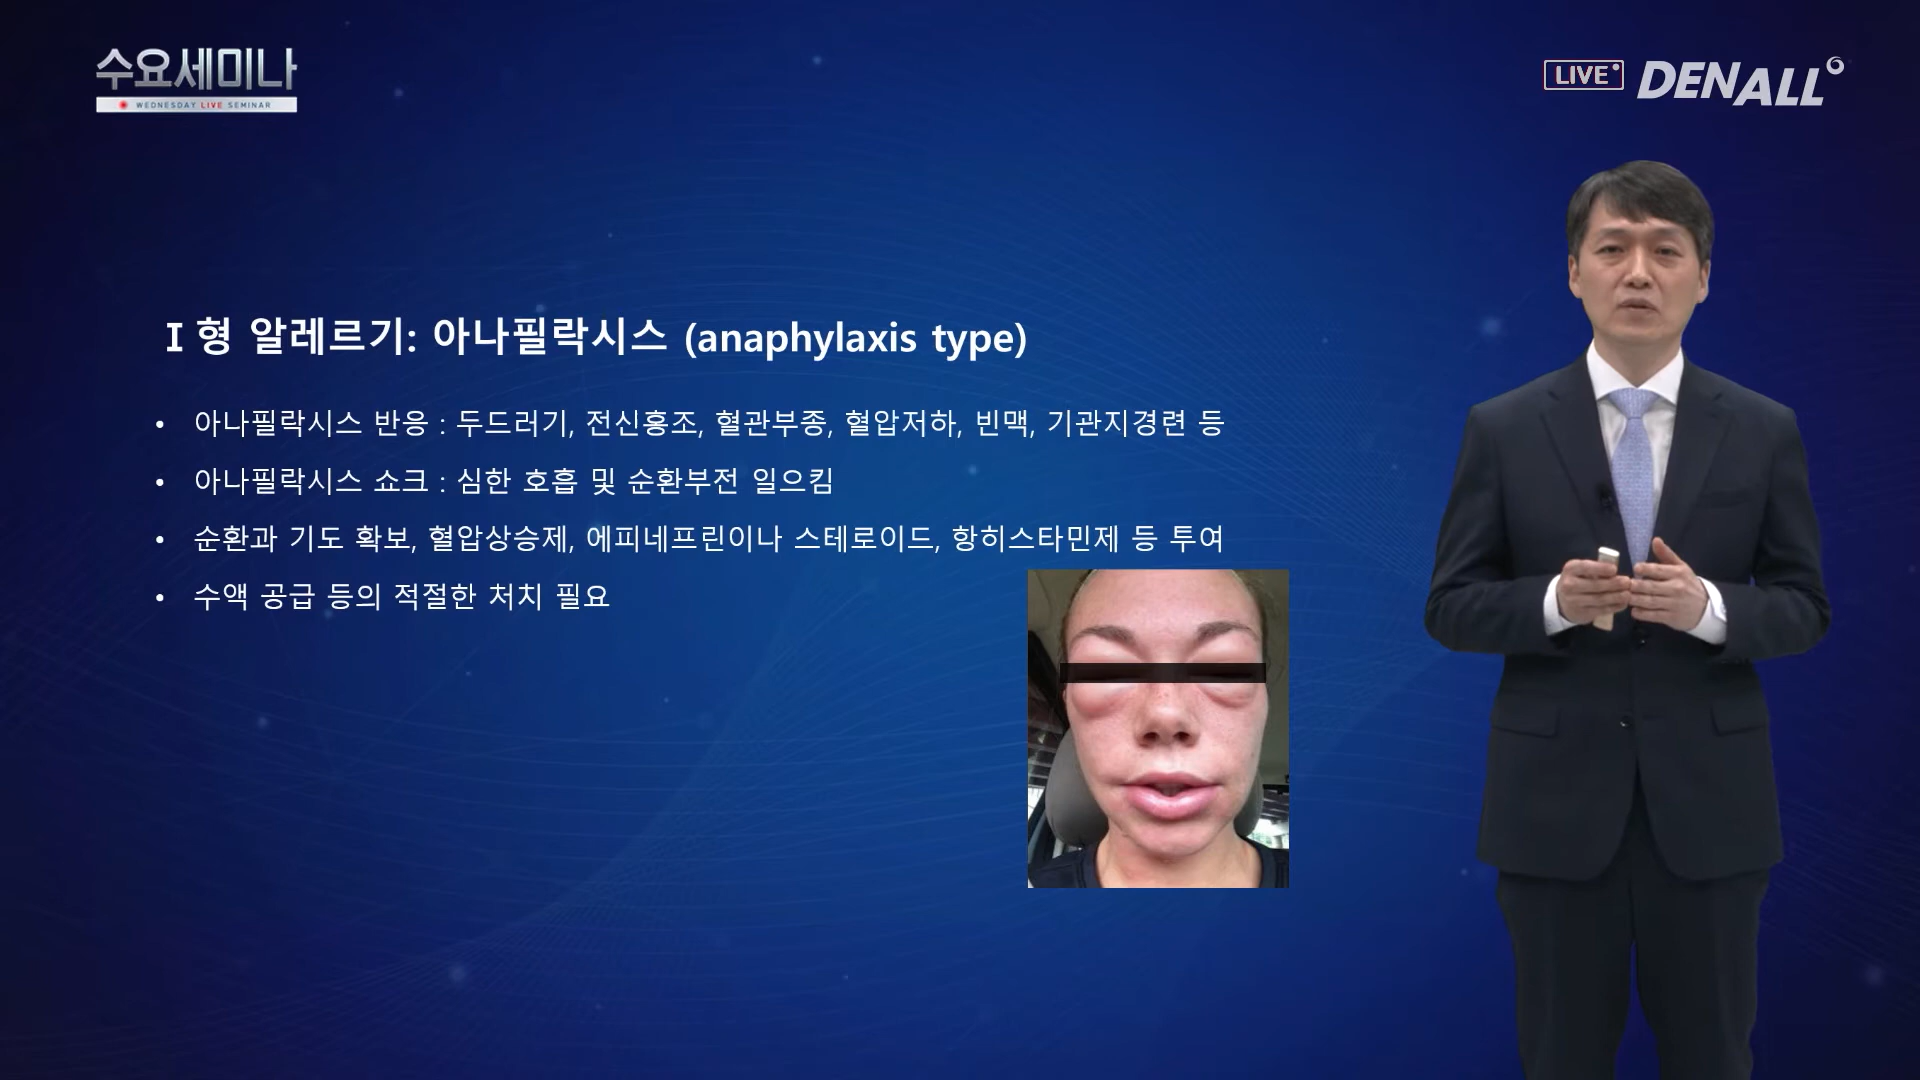 수요세미나
WEDNESDAY LIVE SEMINAR
LIVE
DENALL
I 형 알레르기: 아나필락시스 (anaphylaxis type)
• 아나필락시스 반응 : 두드러기, 전신홍조, 혈관부종, 혈압저하, 빈맥, 기관지경련 등
• 아나필락시스 쇼크 : 심한 호흡 및 순환부전 일으킴
• 순환과 기도 확보, 혈압상승제, 에피네프린이나 스테로이드, 항히스타민제 등 투여
• 수액 공급 등의 적절한 처치 필요